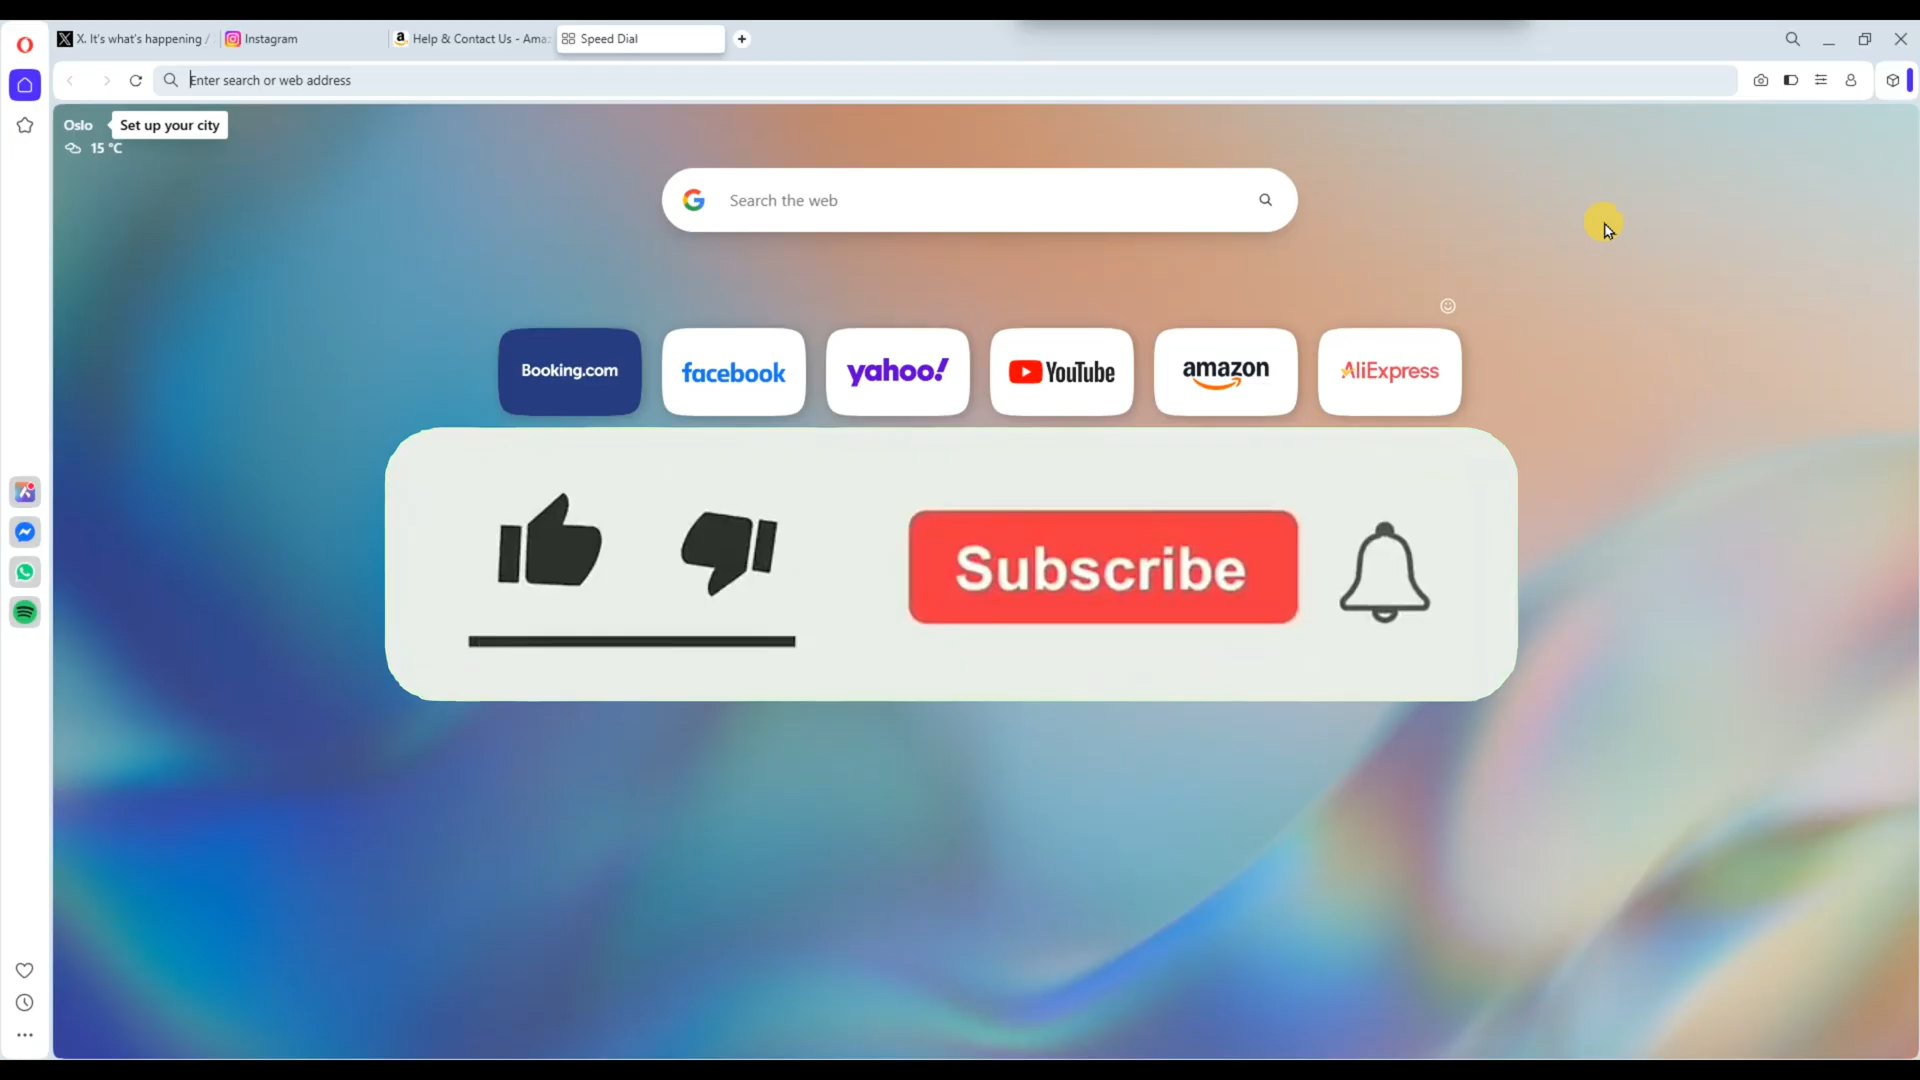 X. It's what's happening /
Instagram
Help & Contact Us - Ama
Speed Dial
Enter search or web address
Oslo
Set up your city
15 °C
Search the web
Booking.com
facebook
yahoo!
YouTube
amazon
AliExpress
Subscribe